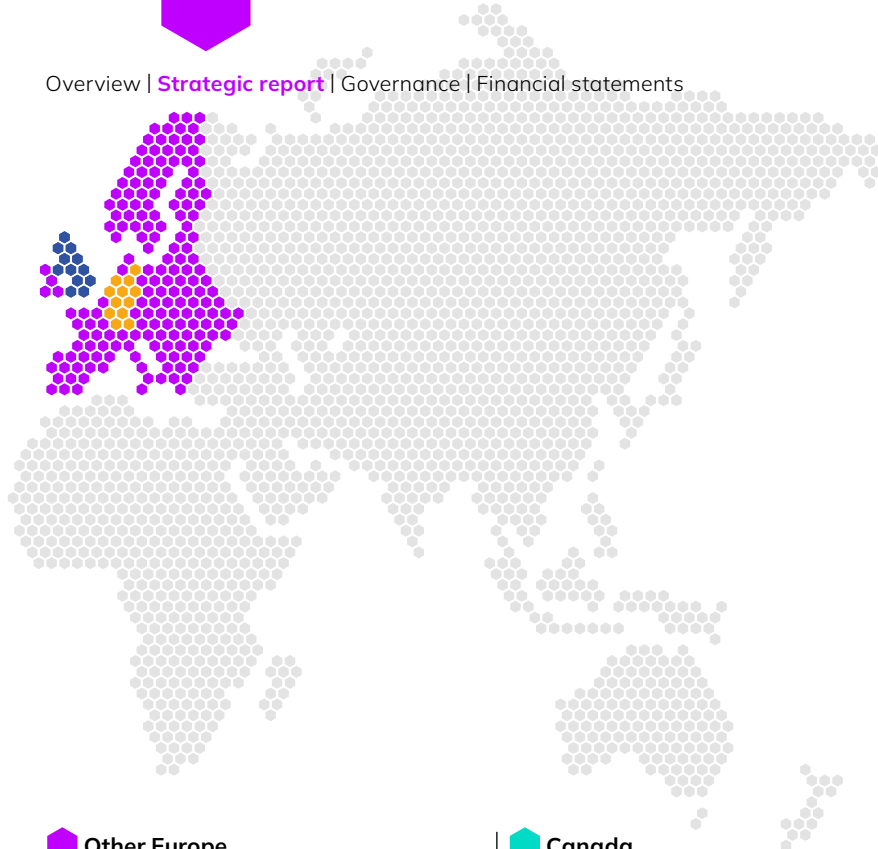 Overview | Strategic report | Governance | Financial statements
Other Europe
Canada